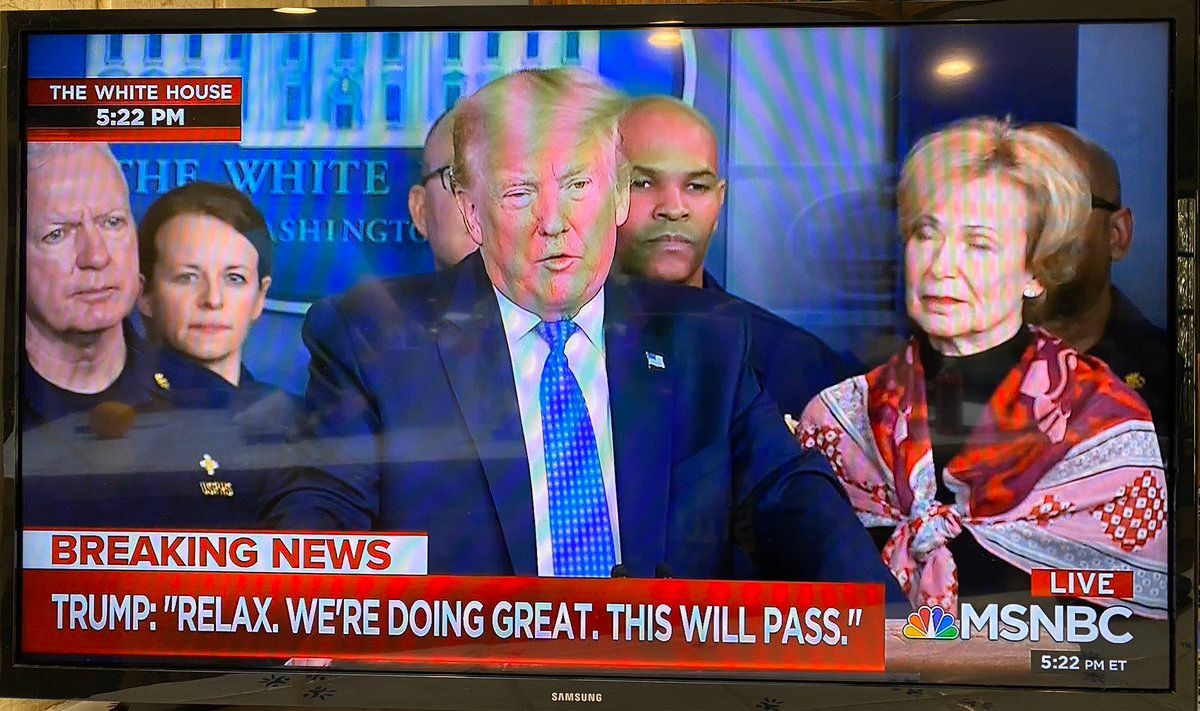 THE WHITE HOUSE
5:22 PM
THE WHITE
WASHINGTO
USPHS
BREAKING NEWS
TRUMP: "RELAX. WE'RE DOING GREAT. THIS WILL PASS."
LIVE
MSNBC
5:22 PM ET
SAMSUNG